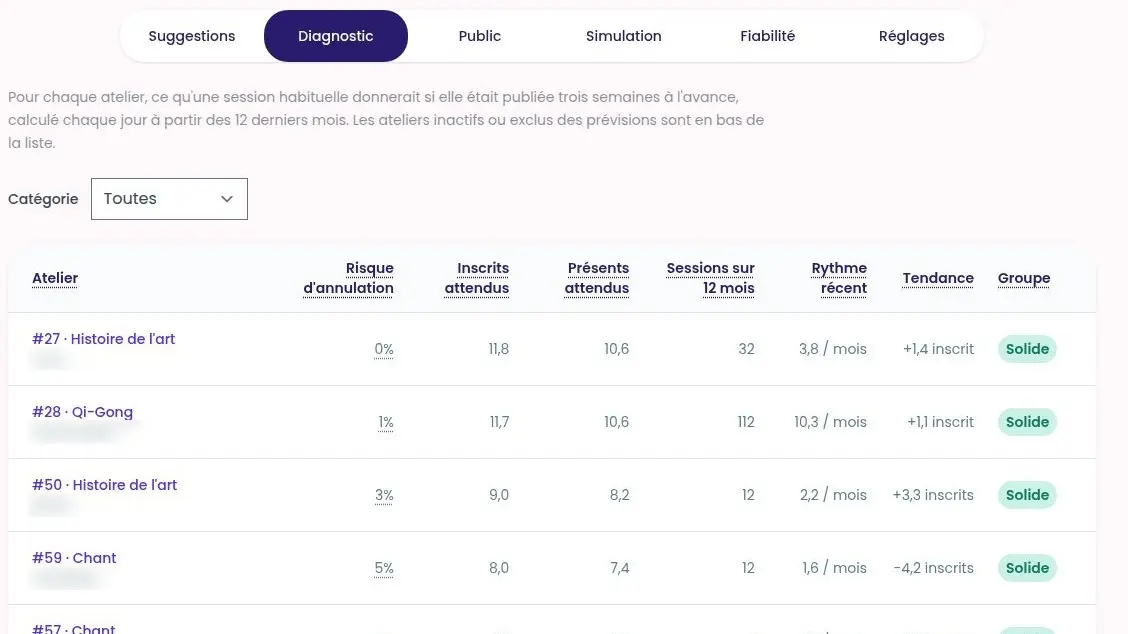 Suggestions Diagnostic Public Simulation Fiabilité Réglages
Pour chaque atelier, ce qu'une session habituelle donnerait si elle était publiée trois semaines à l'avance,
calculé chaque jour à partir des 12 derniers mois. Les ateliers inactifs ou exclus des prévisions sont en bas de
la liste.
Catégorie Toutes
Atelier Risque d'annulation Inscrits attendus Présents attendus Sessions sur 12 mois Rythme récent Tendance Groupe
#27 · Histoire de l'art 0% 11,8 10,6 32 3,8 / mois +1,4 inscrit Solide
#28 · Qi-Gong 1% 11,7 10,6 112 10,3 / mois +1,1 inscrit Solide
#50 · Histoire de l'art 3% 9,0 8,2 12 2,2 / mois +3,3 inscrits Solide
#59 · Chant 5% 8,0 7,4 12 1,6 / mois -4,2 inscrits Solide
#57 · Chant